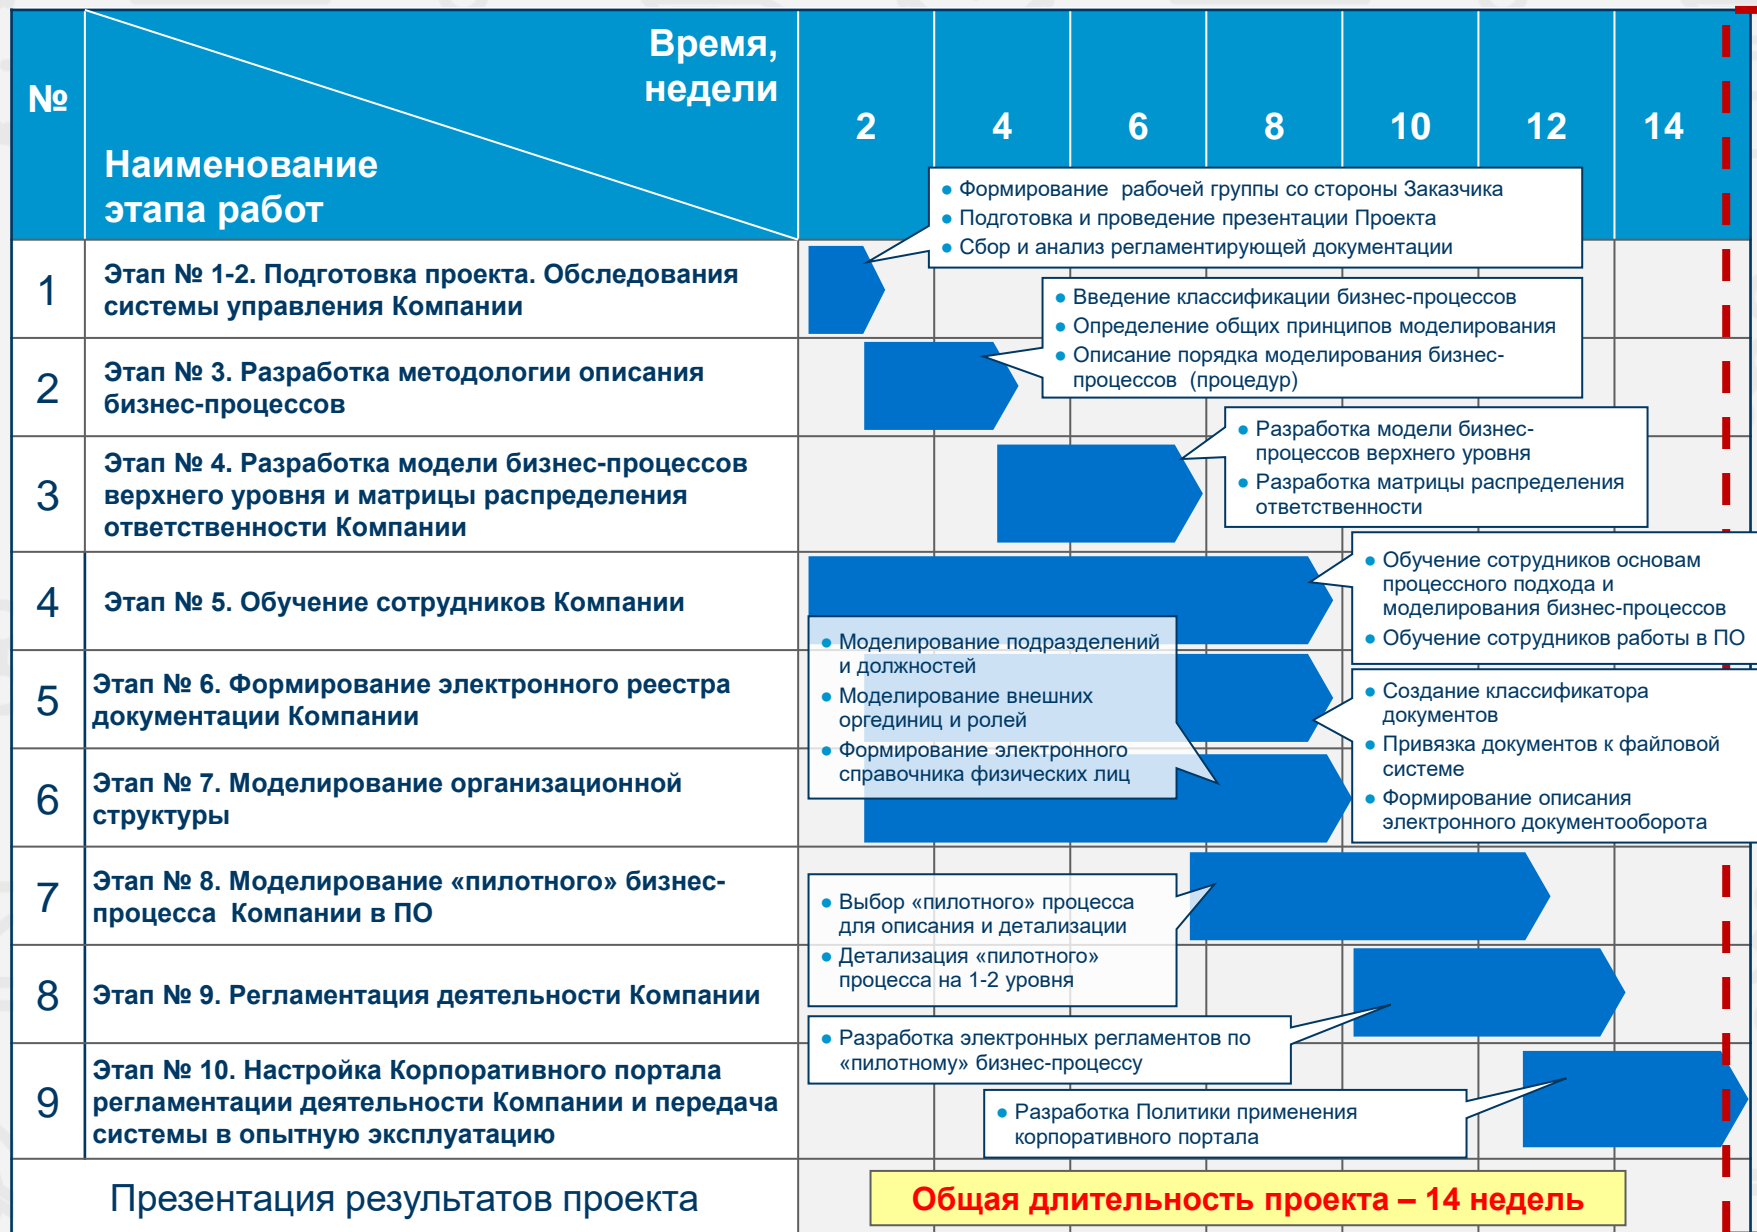 №
Время,
недели
Наименование
этапа работ
2
4
6
8
10
12
14
● Формирование рабочей группы со стороны Заказчика
● Подготовка и проведение презентации Проекта
● Сбор и анализ регламентирующей документации
1
Этап № 1-2. Подготовка проекта. Обследования
системы управления Компании
● Введение классификации бизнес-процессов
● Определение общих принципов моделирования
● Описание порядка моделирования бизнес-
процессов (процедур)
2
Этап № 3. Разработка методологии описания
бизнес-процессов
3
Этап № 4. Разработка модели бизнес-процессов
верхнего уровня и матрицы распределения
ответственности Компании
● Разработка модели бизнес-
процессов верхнего уровня
● Разработка матрицы распределения
ответственности
4
Этап № 5. Обучение сотрудников Компании
● Обучение сотрудников основам
процессного подхода и
моделирования бизнес-процессов
● Обучение сотрудников работы в ПО
● Моделирование подразделений
и должностей
● Моделирование внешних
оргединиц и ролей
● Формирование электронного
справочника физических лиц
5
Этап № 6. Формирование электронного реестра
документации Компании
● Создание классификатора
документов
● Привязка документов к файловой
системе
● Формирование описания
электронного документооборота
6
Этап № 7. Моделирование организационной
структуры
7
Этап № 8. Моделирование «пилотного» бизнес-
процесса Компании в ПО
● Выбор «пилотного» процесса
для описания и детализации
● Детализация «пилотного»
процесса на 1-2 уровня
8
Этап № 9. Регламентация деятельности Компании
● Разработка электронных регламентов по
«пилотному» бизнес-процессу
9
Этап № 10. Настройка Корпоративного портала
регламентации деятельности Компании и передача
системы в опытную эксплуатацию
● Разработка Политики применения
корпоративного портала
Презентация результатов проекта
Общая длительность проекта – 14 недель